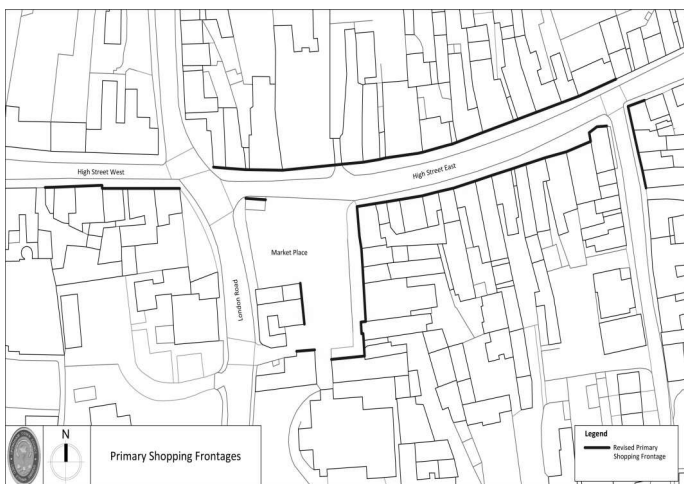 High Street West
High Street East
Market Place
London Road
N
Primary Shopping Frontages
Legend
Revised Primary
Shopping Frontage